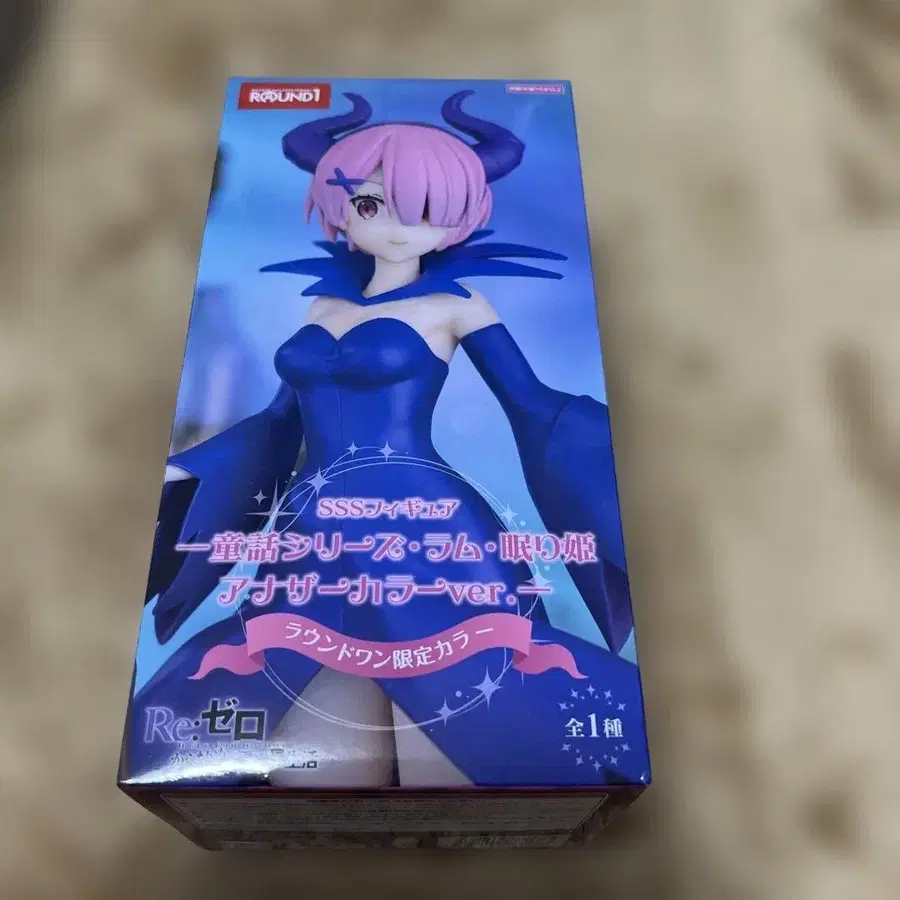 ROUND1
SSSフィギュア
―童話シリーズ・ラム・眠り姫
アナザーカラーver.―
ラウンドワン限定カラー
Re:ゼロ
全1種